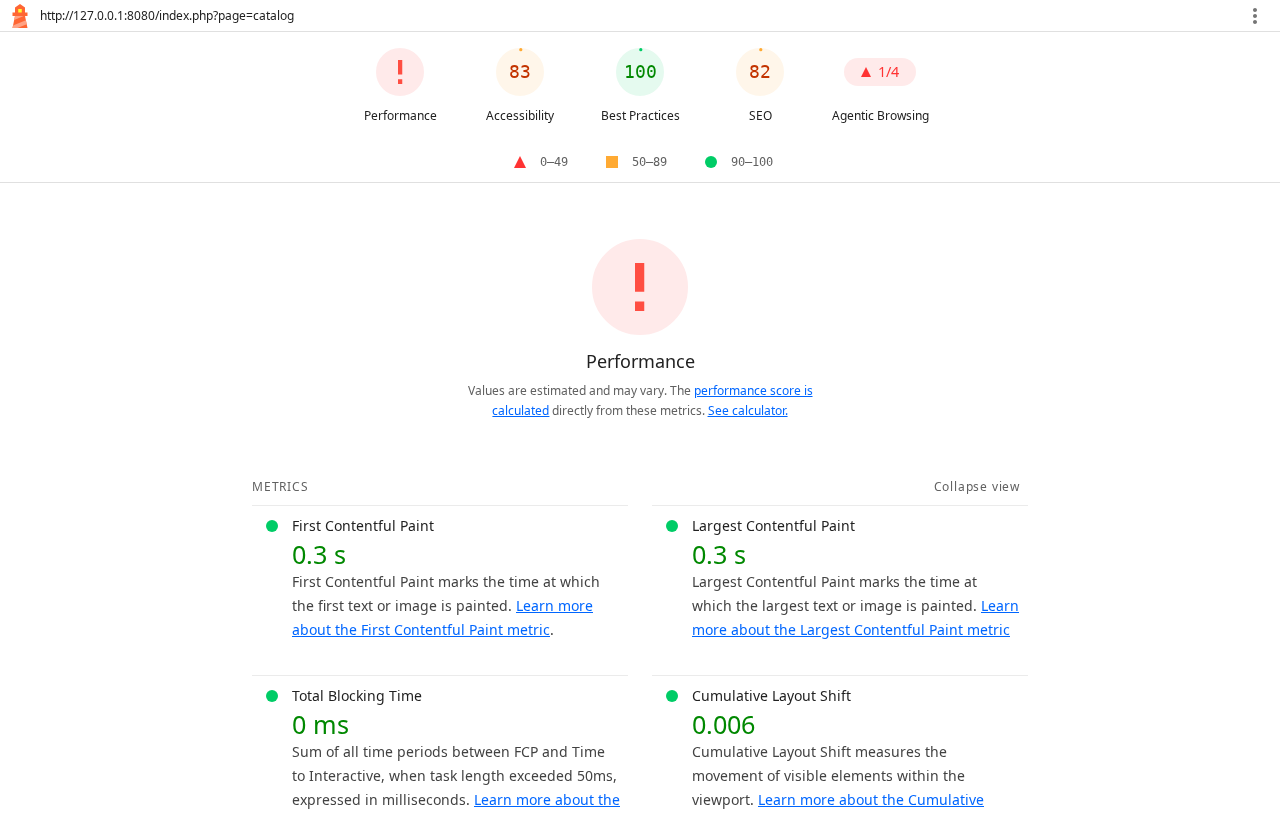 http://127.0.0.1:8080/index.php?page=catalog
!
83
100
82
1/4
Performance
Accessibility
Best Practices
SEO
Agentic Browsing
0–49
50–89
90–100
!
Performance
Values are estimated and may vary. The performance score is
calculated directly from these metrics. See calculator.
METRICS
Collapse view
First Contentful Paint
0.3 s
First Contentful Paint marks the time at which
the first text or image is painted. Learn more
about the First Contentful Paint metric.
Largest Contentful Paint
0.3 s
Largest Contentful Paint marks the time at
which the largest text or image is painted. Learn
more about the Largest Contentful Paint metric
Total Blocking Time
0 ms
Sum of all time periods between FCP and Time
to Interactive, when task length exceeded 50ms,
expressed in milliseconds. Learn more about the
Cumulative Layout Shift
0.006
Cumulative Layout Shift measures the
movement of visible elements within the
viewport. Learn more about the Cumulative